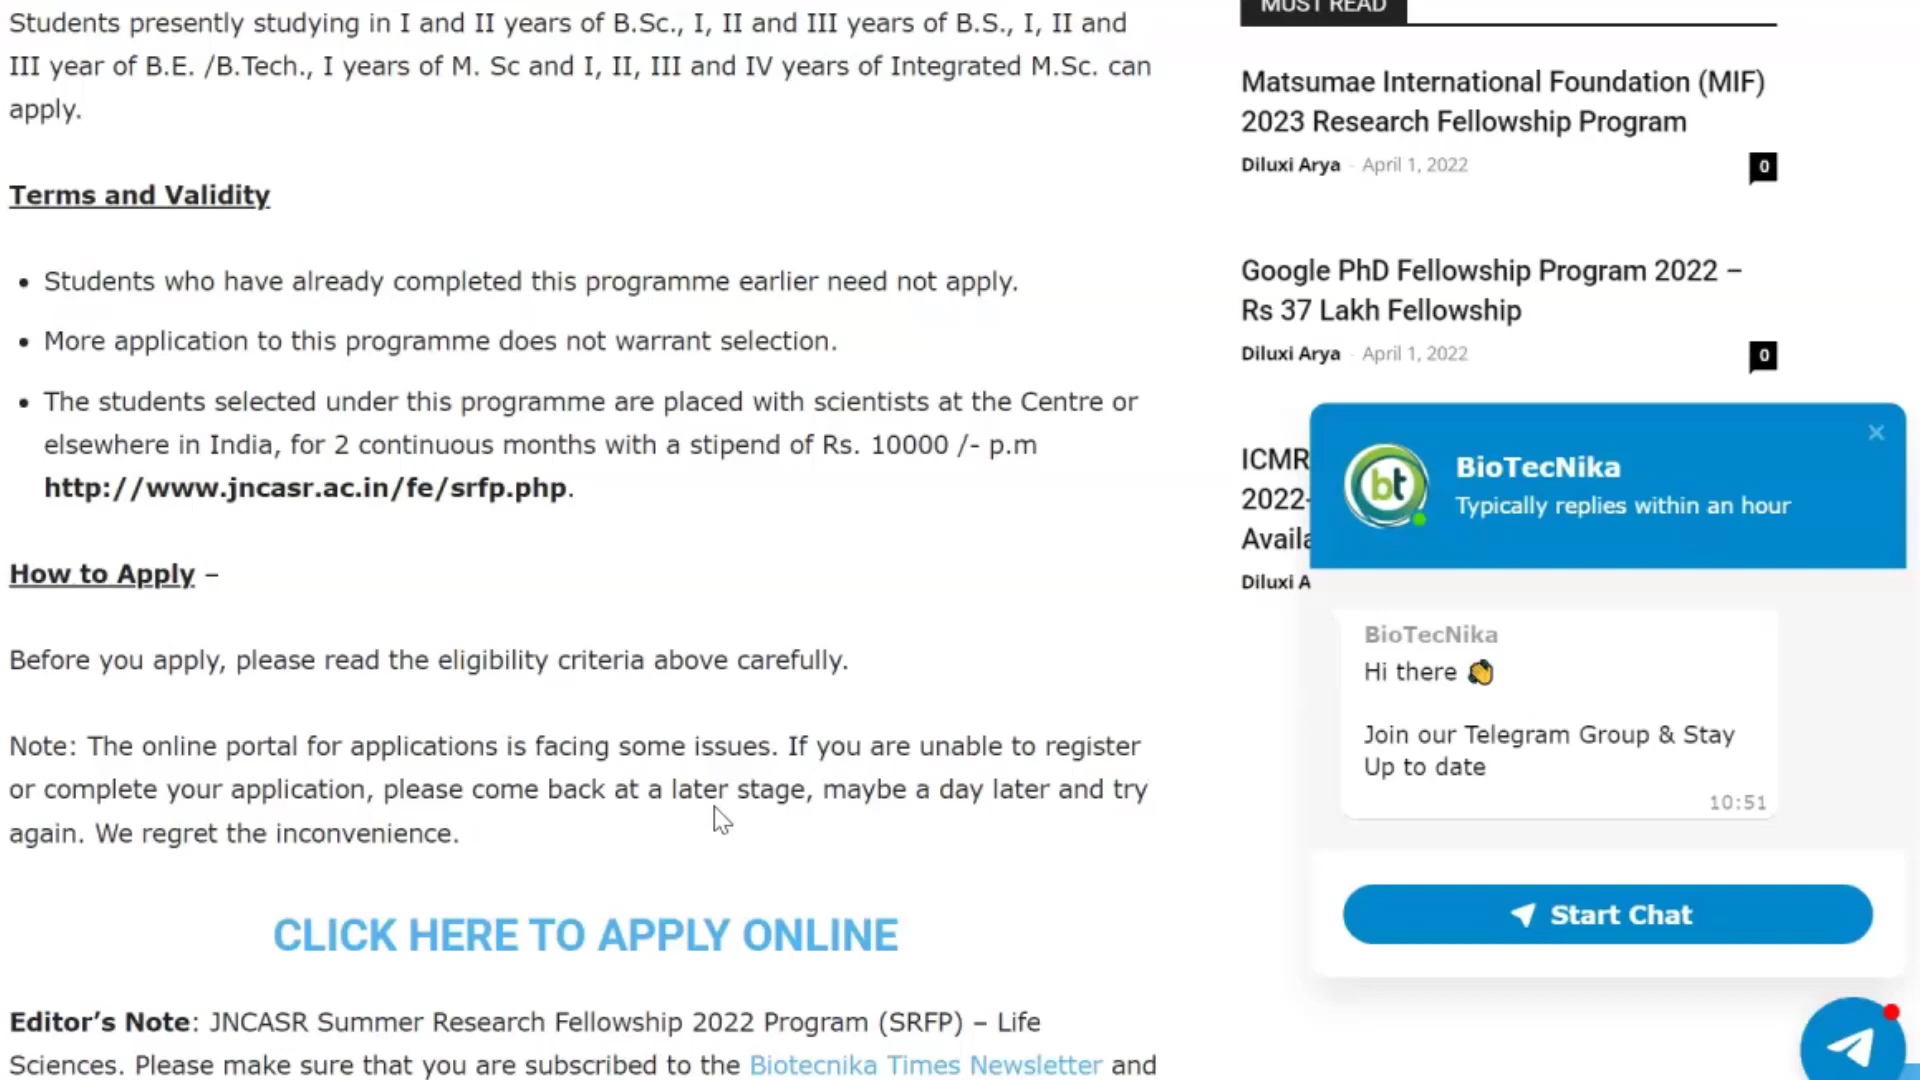 Students presently studying in I and II years of B.Sc., I, II and III years of B.S., I, II and
III year of B.E. /B.Tech., I years of M. Sc and I, II, III and IV years of Integrated M.Sc. can
apply.
Terms and Validity
• Students who have already completed this programme earlier need not apply.
• More application to this programme does not warrant selection.
• The students selected under this programme are placed with scientists at the Centre or
elsewhere in India, for 2 continuous months with a stipend of Rs. 10000 /- p.m
http://www.jncasr.ac.in/fe/srfp.php.
How to Apply –
Before you apply, please read the eligibility criteria above carefully.
Note: The online portal for applications is facing some issues. If you are unable to register
or complete your application, please come back at a later stage, maybe a day later and try
again. We regret the inconvenience.
CLICK HERE TO APPLY ONLINE
Editor’s Note: JNCASR Summer Research Fellowship 2022 Program (SRFP) – Life
Sciences. Please make sure that you are subscribed to the Biotecnika Times Newsletter and
MUST READ
Matsumae International Foundation (MIF)
2023 Research Fellowship Program
Diluxi Arya - April 1, 2022
0
Google PhD Fellowship Program 2022 –
Rs 37 Lakh Fellowship
Diluxi Arya - April 1, 2022
0
ICMR
2022-
Availa
Diluxi A
bt
BioTecNika
Typically replies within an hour
BioTecNika
Hi there 👋
Join our Telegram Group & Stay
Up to date
10:51
Start Chat